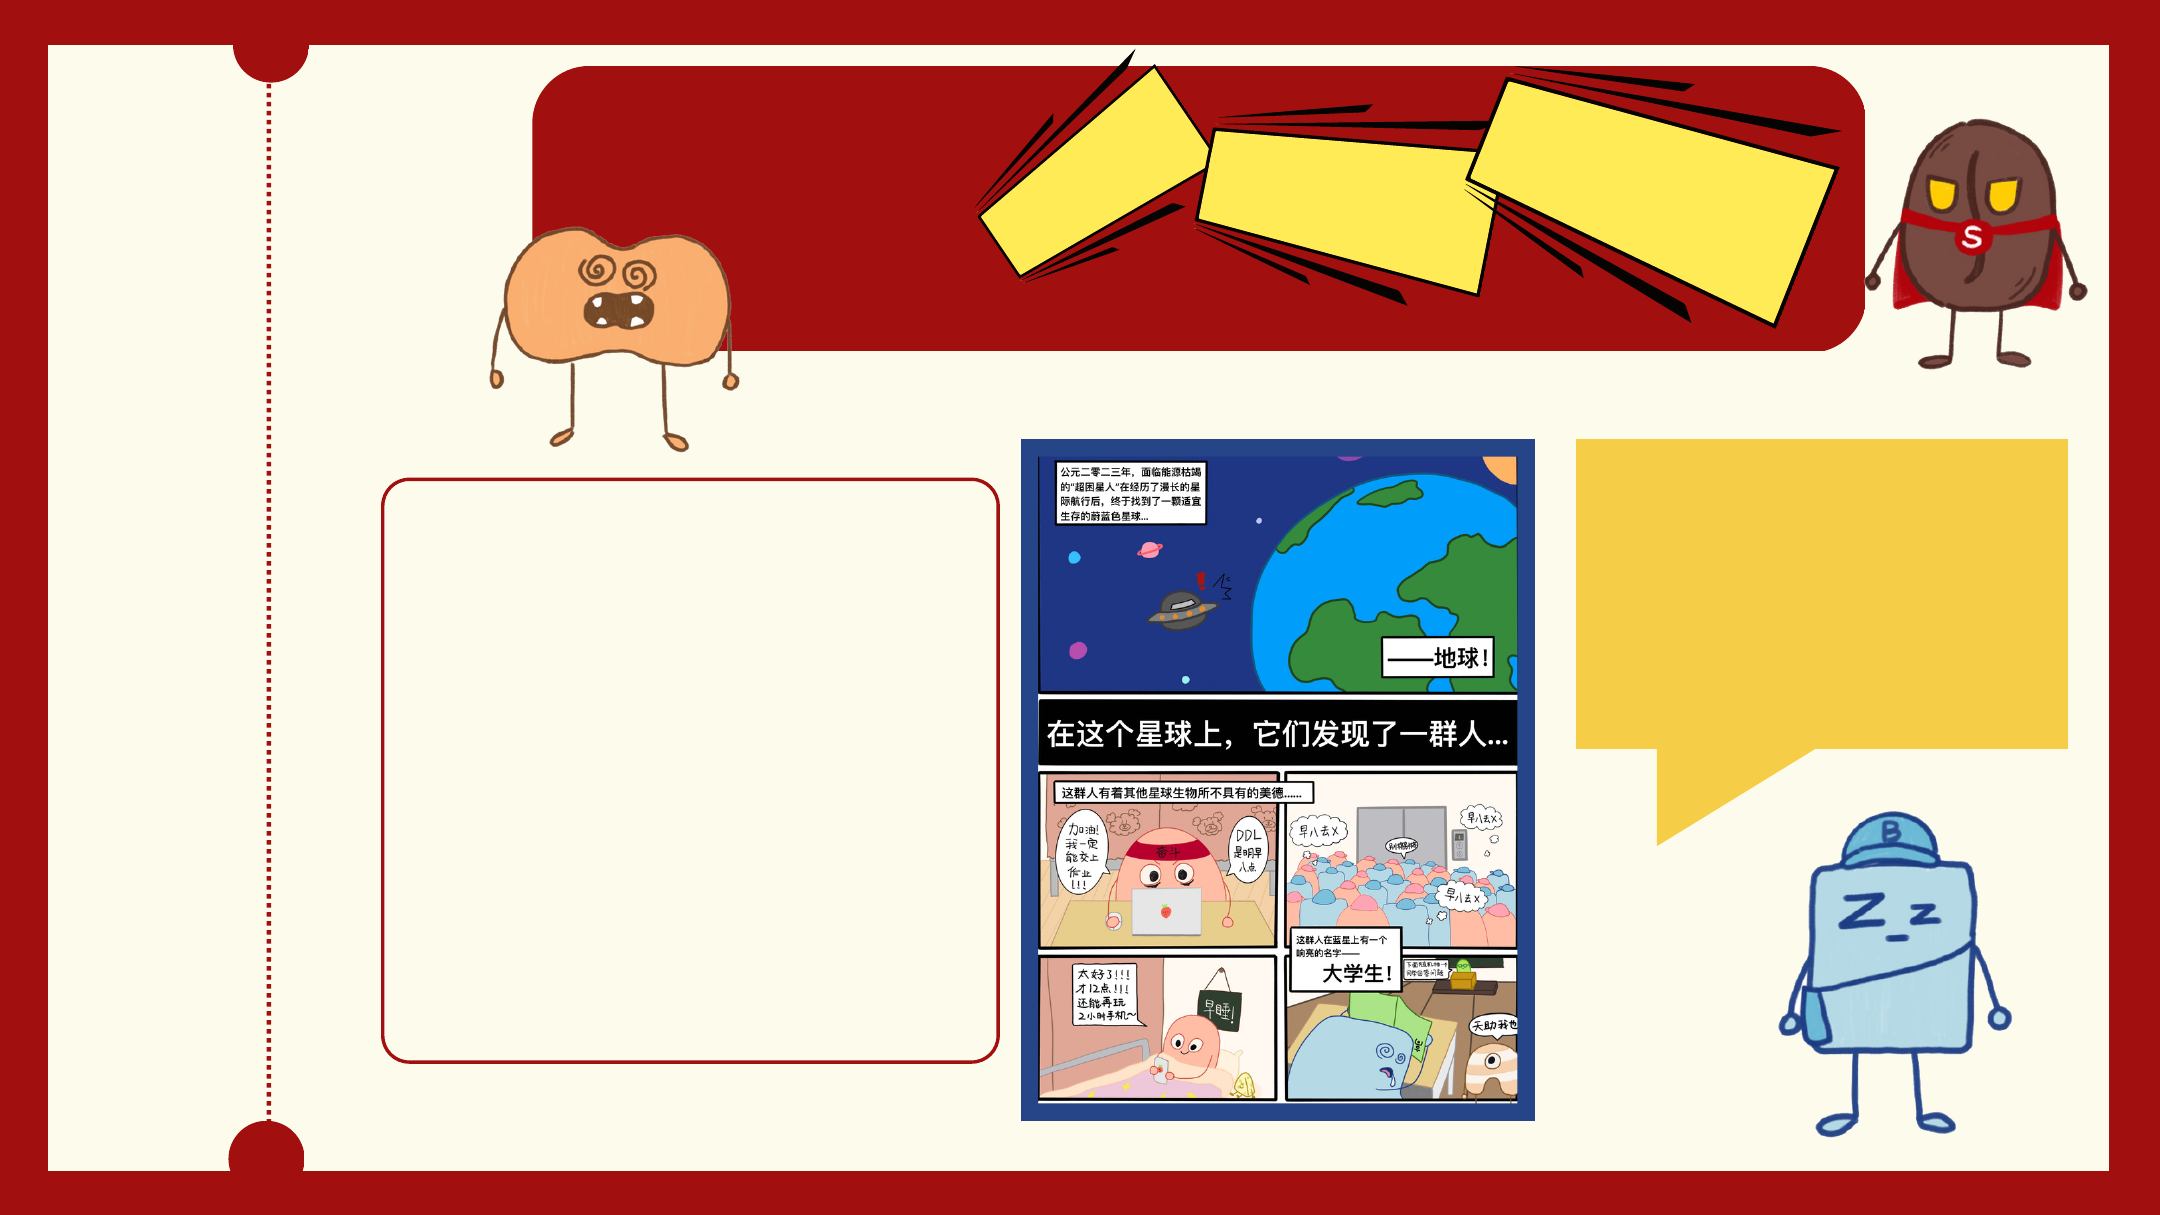 S
公元二零二三年，面临能源枯竭
的“超困星人”在经历了漫长的星
际航行后，终于找到了一颗适宜
生存的蔚蓝色星球...
!
——地球!
在这个星球上，它们发现了一群人...
这群人有着其他星球生物所不具有的美德......
加油!
我一定
能交上
作业
!!!
奋斗
DDL
是明早
八点
早八去X
早八去X
早八去X
这群人在蓝星上有一个
响亮的名字——
大学生!
太好了!!!
才12点!!!
还能再玩
2小时手机~
早睡!
天助我也
B
Z z